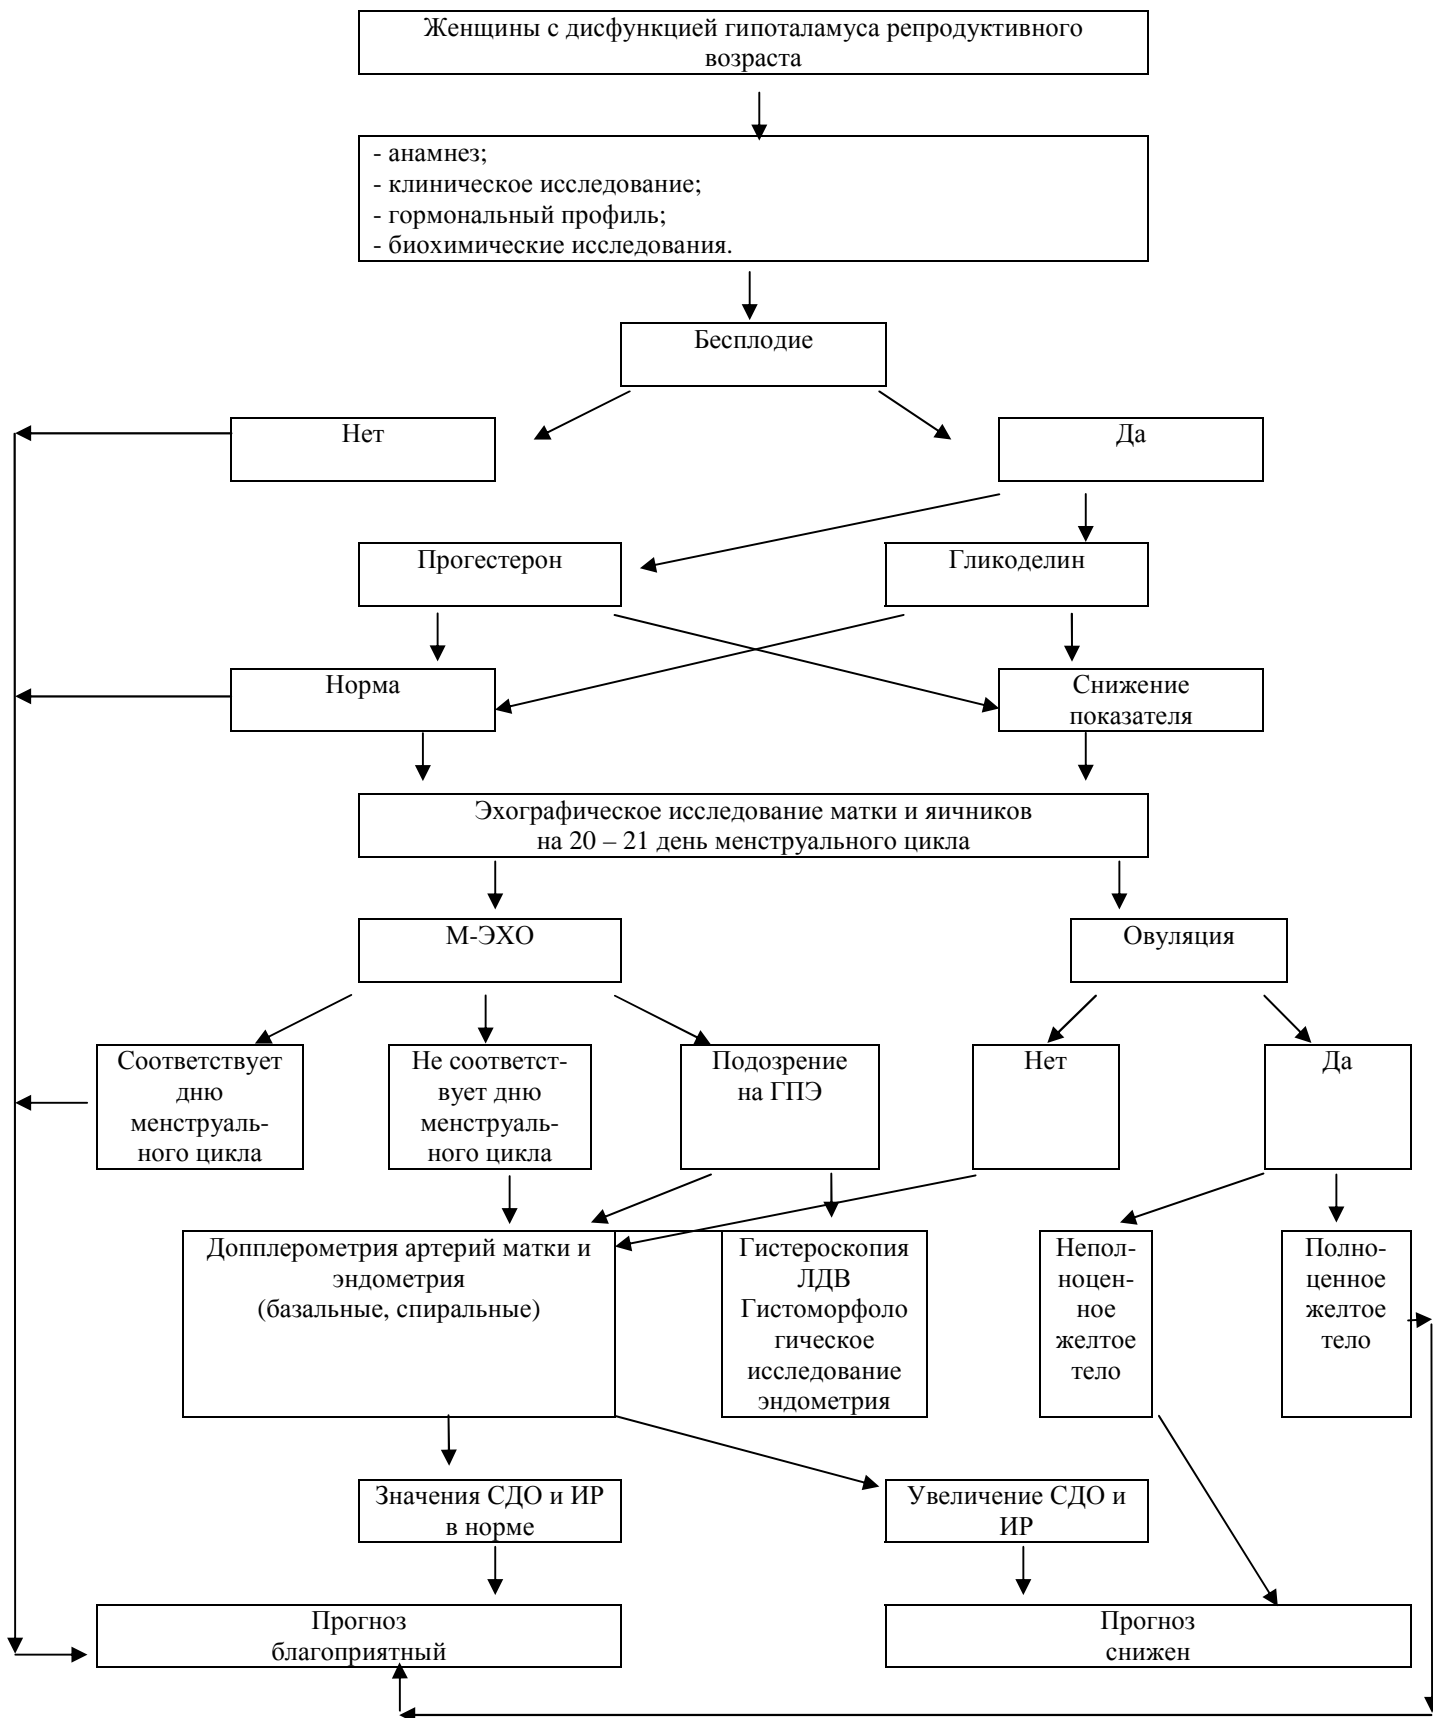 Женщины с дисфункцией гипоталамуса репродуктивного
возраста
- анамнез;
- клиническое исследование;
- гормональный профиль;
- биохимические исследования.
Бесплодие
Нет
Да
Прогестерон
Гликоделин
Норма
Снижение
показателя
Эхографическое исследование матки и яичников
на 20 – 21 день менструального цикла
М-ЭХО
Овуляция
Соответствует
дню
менструаль-
ного цикла
Не соответст-
вует дню
менструаль-
ного цикла
Подозрение
на ГПЭ
Нет
Да
Допплерометрия артерий матки и
эндометрия
(базальные, спиральные)
Гистероскопия
ЛДВ
Гистоморфоло
гическое
исследование
эндометрия
Непол-
ноцен-
ное
желтое
тело
Полно-
ценное
желтое
тело
Значения СДО и ИР
в норме
Увеличение СДО и
ИР
Прогноз
благоприятный
Прогноз
снижен